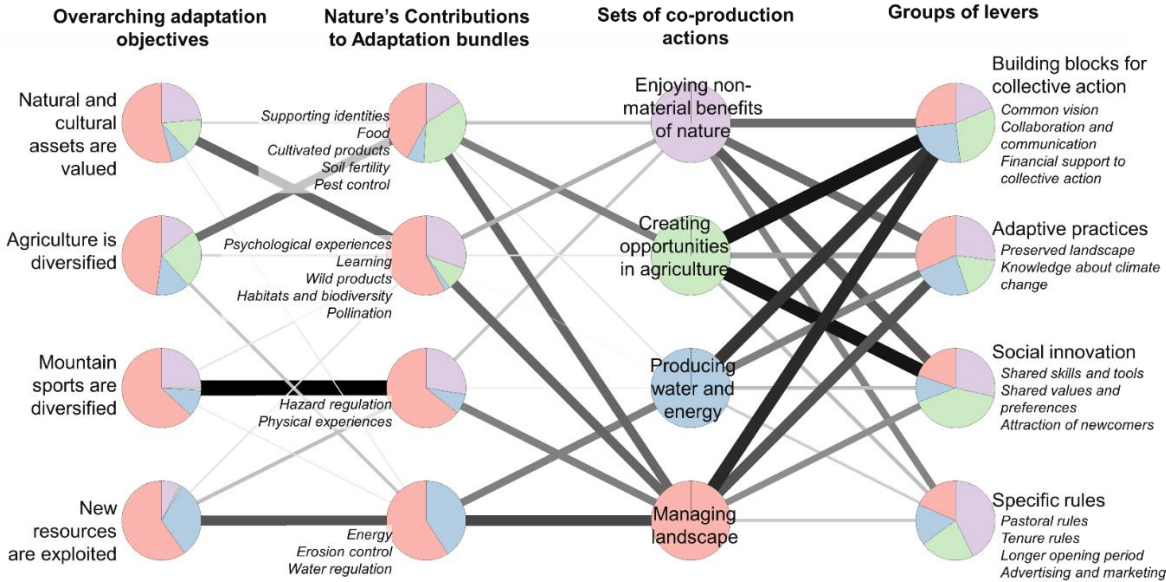 Overarching adaptation
objectives
Nature's Contributions
to Adaptation bundles
Sets of co-production
actions
Groups of levers
Natural and
cultural
assets are
valued
Agriculture is
diversified
Mountain
sports are
diversified
New
resources
are exploited
Supporting identities
Food
Cultivated products
Soil fertility
Pest control
Psychological experiences
Learning
Wild products
Habitats and biodiversity
Pollination
Hazard regulation
Physical experiences
Energy
Erosion control
Water regulation
Enjoying non-
material benefits
of nature
Creating
opportunities
in agriculture
Producing
water and
energy
Managing
landscape
Building blocks for
collective action
Common vision
Collaboration and
communication
Financial support to
collective action
Adaptive practices
Preserved landscape
Knowledge about climate
change
Social innovation
Shared skills and tools
Shared values and
preferences
Attraction of newcomers
Specific rules
Pastoral rules
Tenure rules
Longer opening period
Advertising and marketing